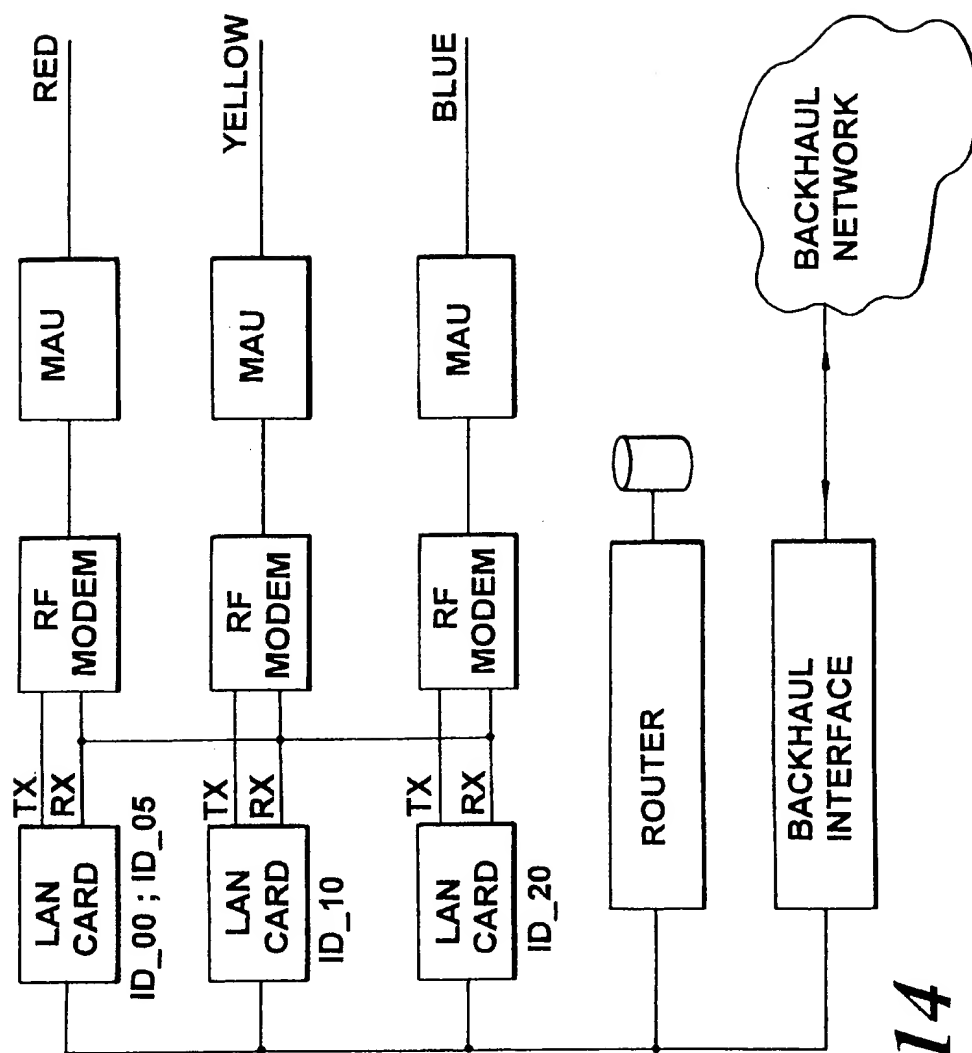 RED
YELLOW
BLUE
MAU
MAU
MAU
RF
MODEM
RF
MODEM
RF
MODEM
TX
RX
TX
RX
TX
RX
LAN
CARD
ID_00 ; ID_05
LAN
CARD
ID_10
LAN
CARD
ID_20
ROUTER
BACKHAUL
INTERFACE
BACKHAUL
NETWORK
14